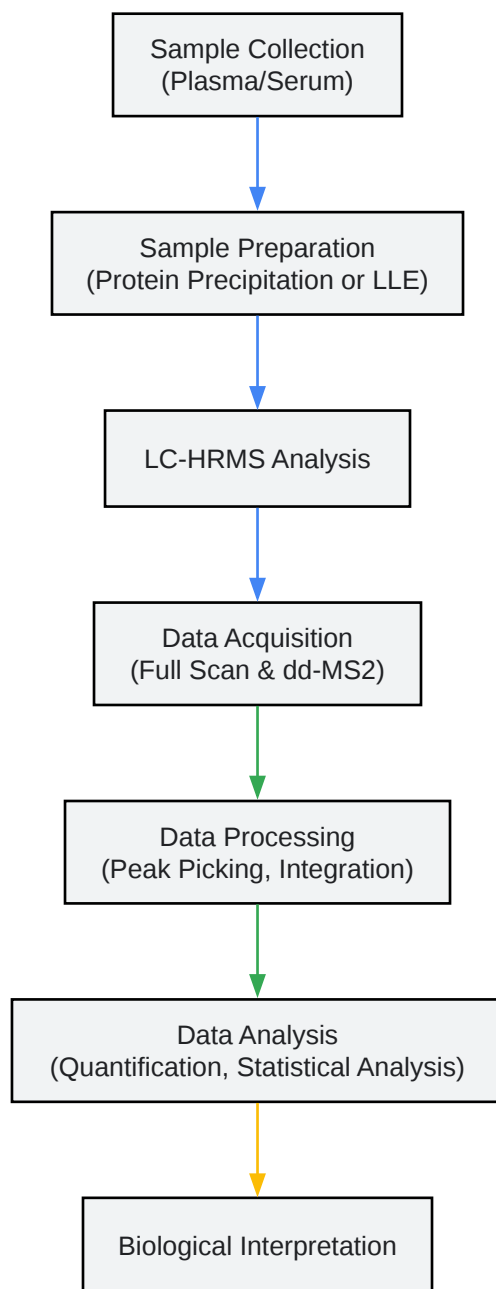 Sample Collection
(Plasma/Serum)
Sample Preparation
(Protein Precipitation or LLE)
LC-HRMS Analysis
Data Acquisition
(Full Scan & dd-MS2)
Data Processing
(Peak Picking, Integration)
Data Analysis
(Quantification, Statistical Analysis)
Biological Interpretation